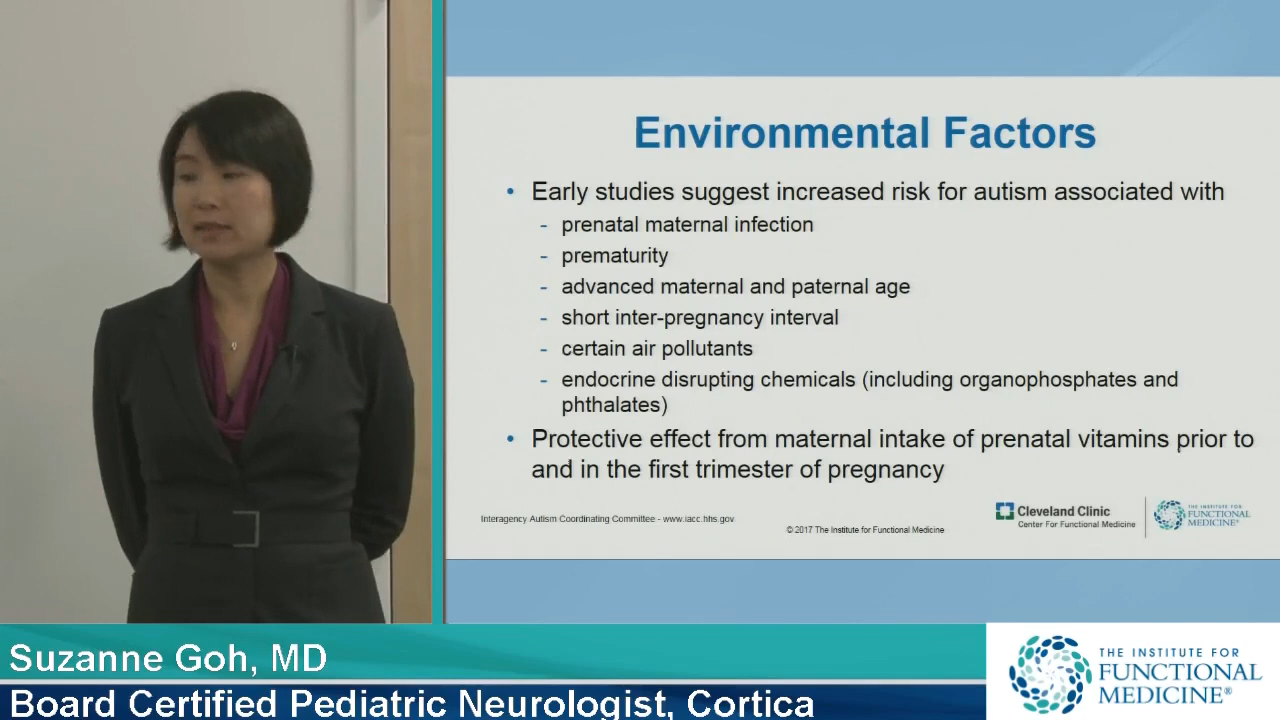 Environmental Factors
• Early studies suggest increased risk for autism associated with
- prenatal maternal infection
- prematurity
- advanced maternal and paternal age
- short inter-pregnancy interval
- certain air pollutants
- endocrine disrupting chemicals (including organophosphates and
phthalates)
• Protective effect from maternal intake of prenatal vitamins prior to
and in the first trimester of pregnancy
Interagency Autism Coordinating Committee - www.iacc.hhs.gov
© 2017 The Institute for Functional Medicine
Cleveland Clinic
Center For Functional Medicine
THE INSTITUTE FOR
FUNCTIONAL
MEDICINE®
Suzanne Goh, MD
Board Certified Pediatric Neurologist, Cortica
THE INSTITUTE FOR
FUNCTIONAL
MEDICINE®